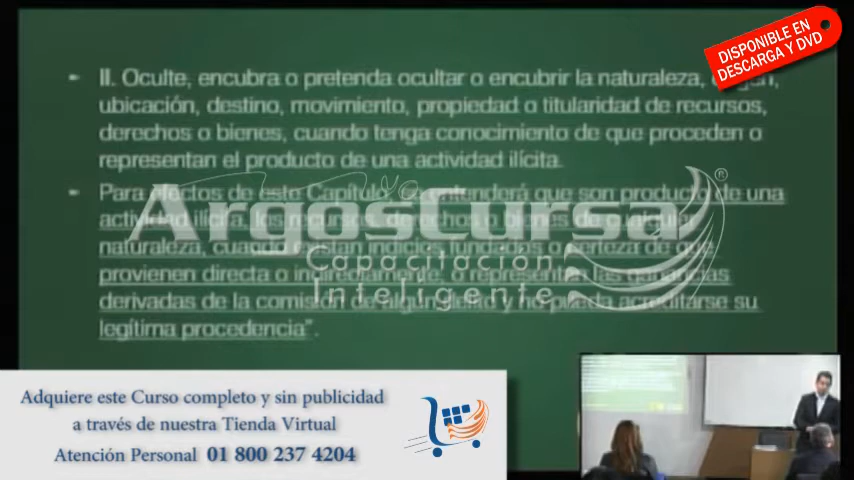 DISPONIBLE EN
DESCARGA Y DVD
II. Oculte, encubra o pretenda ocultar o encubrir la naturaleza,
ubicación, destino, movimiento, propiedad o titularidad de recursos,
derechos o bienes, cuando tenga conocimiento de que proceden o
representan el producto de una actividad ilícita.
Para efectos de este Capítulo, se entenderá que son producto de una
actividad ilícita, los recursos, derechos o bienes de cualquier
naturaleza, cuando existan indicios fundados o certeza de que
provienen directa o indirectamente, o representan las ganancias
derivadas de la comisión de algún delito y no pueda acreditarse su
legítima procedencia".
ArgosCursa ®
Capacitación
Inteligente
Adquiere este Curso completo y sin publicidad
a través de nuestra Tienda Virtual
Atención Personal 01 800 237 4204